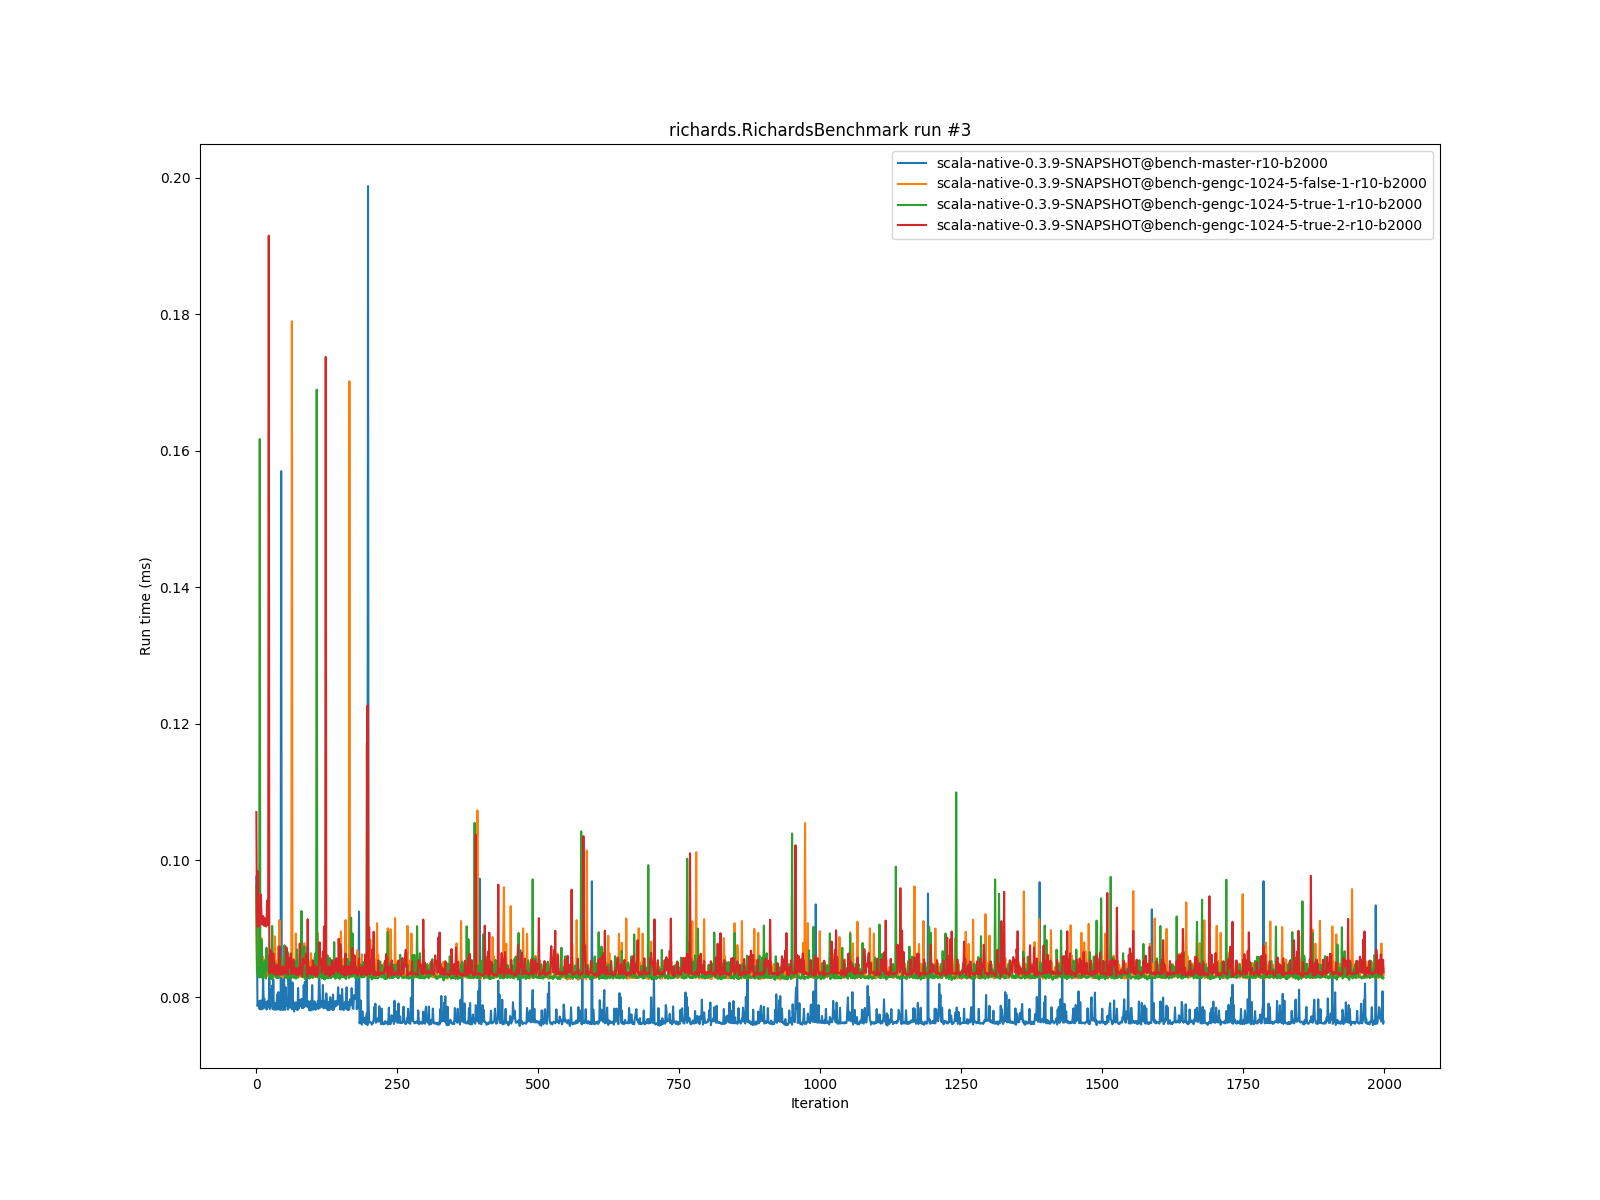 richards.RichardsBenchmark run #3
scala-native-0.3.9-SNAPSHOT@bench-master-r10-b2000
scala-native-0.3.9-SNAPSHOT@bench-gengc-1024-5-false-1-r10-b2000
scala-native-0.3.9-SNAPSHOT@bench-gengc-1024-5-true-1-r10-b2000
scala-native-0.3.9-SNAPSHOT@bench-gengc-1024-5-true-2-r10-b2000
0.20
0.18
0.16
0.14
0.12
0.10
0.08
Run time (ms)
0 250 500 750 1000 1250 1500 1750 2000
Iteration